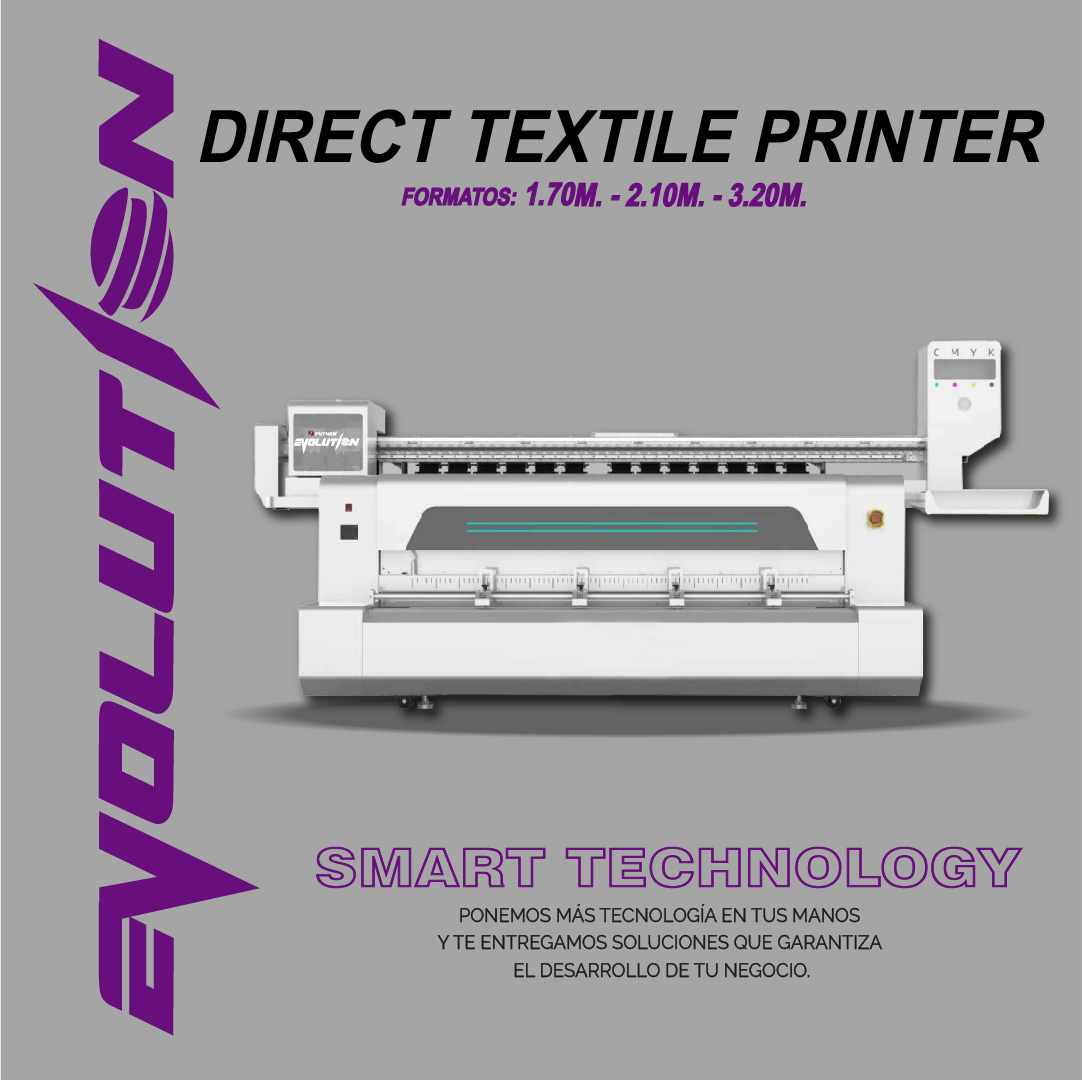 EVOLUTION
DIRECT TEXTILE PRINTER
FORMATOS: 1.70M. - 2.10M. - 3.20M.
C M Y K
EVOLUTION
SMART TECHNOLOGY
PONEMOS MÁS TECNOLOGÍA EN TUS MANOS
Y TE ENTREGAMOS SOLUCIONES QUE GARANTIZA
EL DESARROLLO DE TU NEGOCIO.